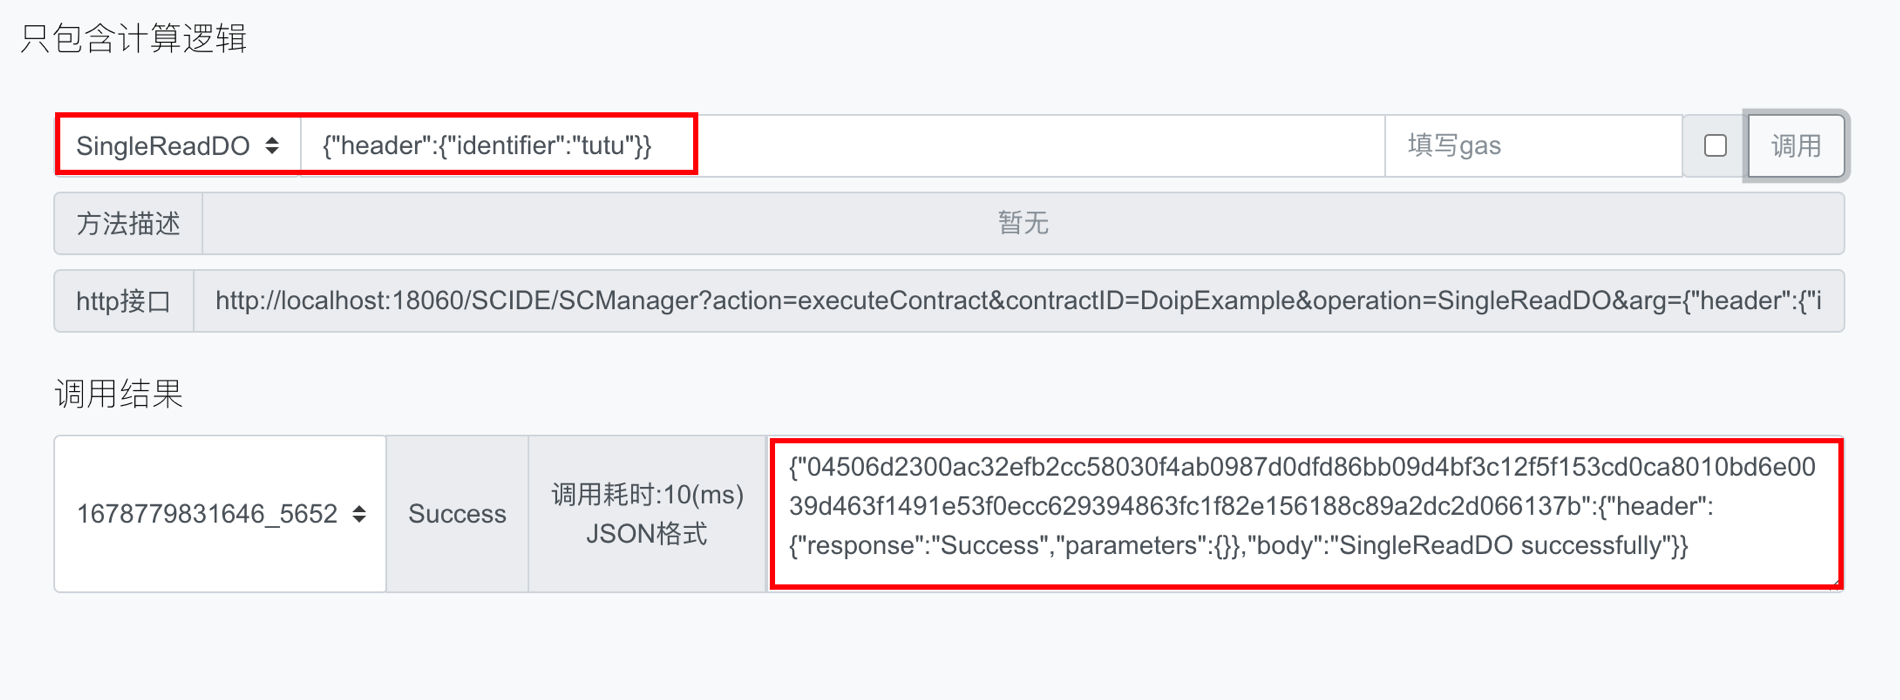 只包含计算逻辑
SingleReadDO {"header":{"identifier":"tutu"}} 填写gas 调用
方法描述 暂无
http接口 http://localhost:18060/SCIDE/SCManager?action=executeContract&contractID=DoipExample&operation=SingleReadDO&arg={"header":{"i
调用结果
1678779831646_5652 Success 调用耗时:10(ms)
JSON格式
{"04506d2300ac32efb2cc58030f4ab0987d0dfd86bb09d4bf3c12f5f153cd0ca8010bd6e00
39d463f1491e53f0ecc629394863fc1f82e156188c89a2dc2d066137b":{"header":
{"response":"Success","parameters":{}},"body":"SingleReadDO successfully"}}